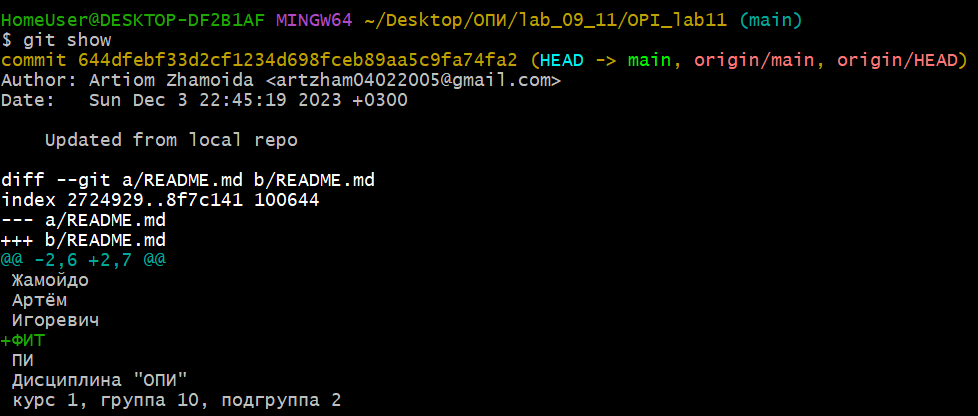 HomeUser@DESKTOP-DF2B1AF MINGW64 ~/Desktop/ОПИ/lab_09_11/OPI_lab11 (main)
$ git show
commit 644dfebf33d2cf1234d698fceb89aa5c9fa74fa2 (HEAD -> main, origin/main, origin/HEAD)
Author: Artiom Zhamoida <artzham04022005@gmail.com>
Date:   Sun Dec 3 22:45:19 2023 +0300

    Updated from local repo

diff --git a/README.md b/README.md
index 2724929..8f7c141 100644
--- a/README.md
+++ b/README.md
@@ -2,6 +2,7 @@
 Жамойдо
 Артём
 Игоревич
+ФИТ
 ПИ
 Дисциплина "ОПИ"
 курс 1, группа 10, подгруппа 2